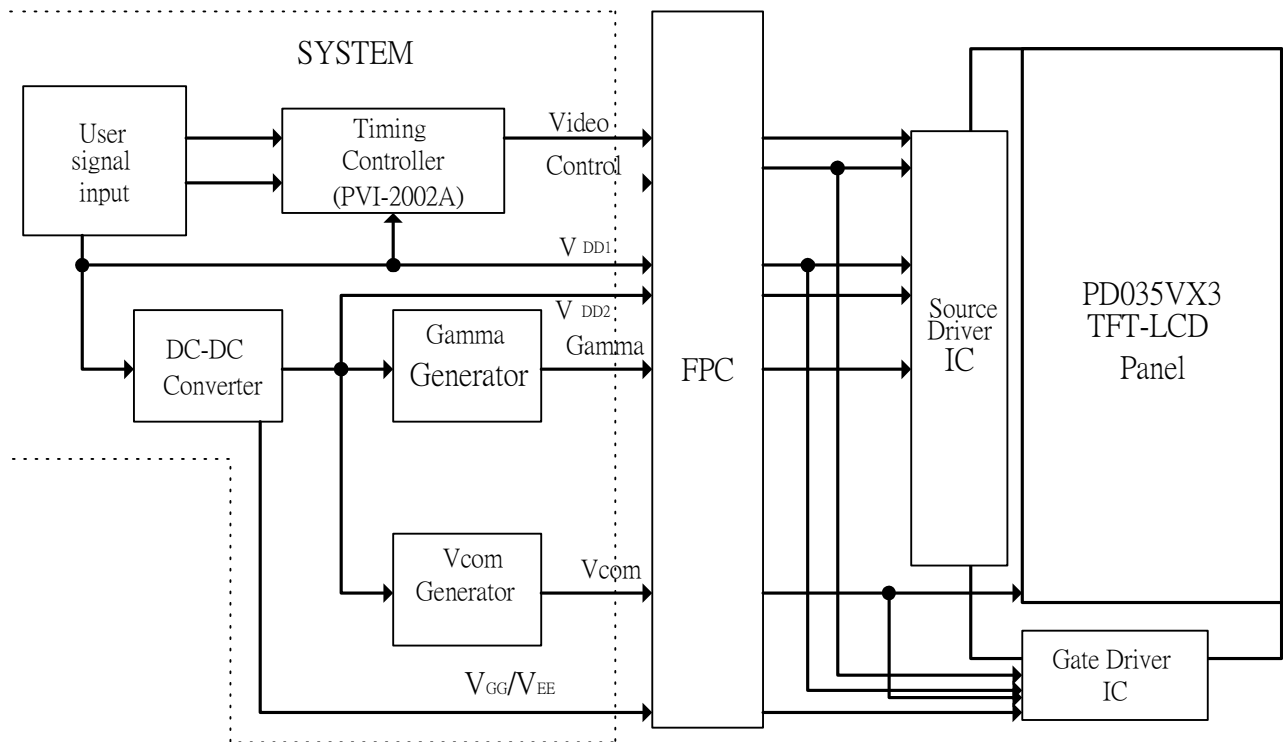 SYSTEM
User
signal
input
Timing
Controller
(PVI-2002A)
Video
Control
V DD1
V DD2
DC-DC
Converter
Gamma
Generator
Gamma
Vcom
Generator
Vcom
VGG/VEE
FPC
Source
Driver
IC
PD035VX3
TFT-LCD
Panel
Gate Driver
IC